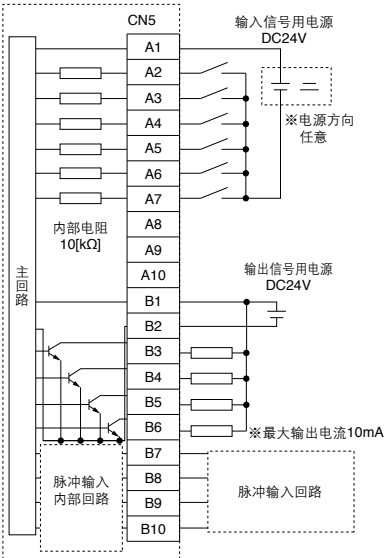 CN5
输入信号用电源
DC24V
A1
A2
A3
A4
A5
A6
A7
A8
A9
A10
B1
B2
B3
B4
B5
B6
B7
B8
B9
B10
※电源方向
任意
内部电阻
10[kΩ]
主回路
输出信号用电源
DC24V
※最大输出电流10mA
脉冲输入
内部回路
脉冲输入回路